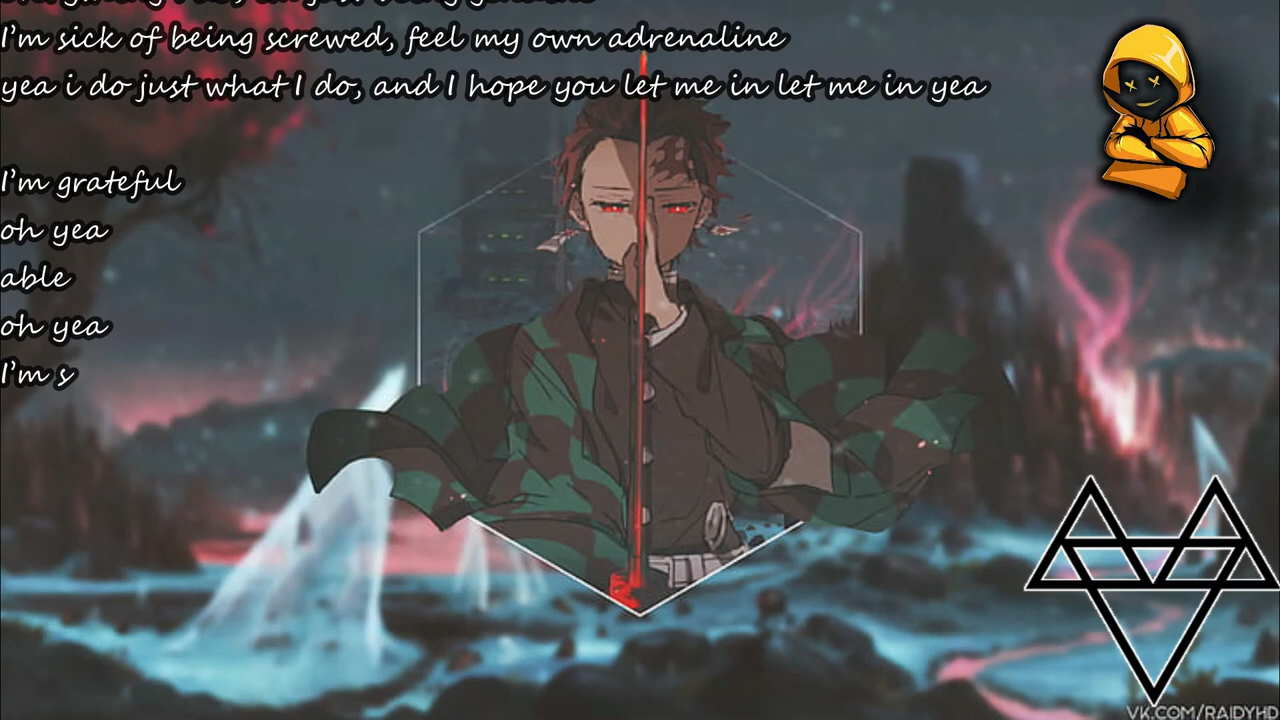 I'm sick of being screwed, feel my own adrenaline
yea i do just what I do, and I hope you let me in let me in yea
I'm grateful
oh yea
able
oh yea
I'm s
VK.COM/RAIDYHD